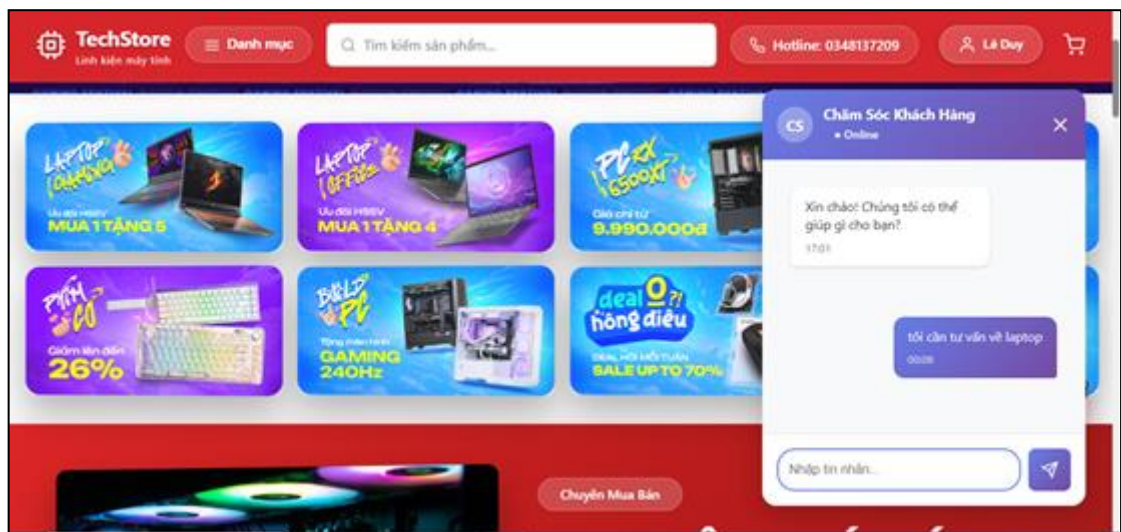 TechStore
Linh kiện máy tính
Danh mục
Tìm kiếm sản phẩm...
Hotline: 0348137209
Lê Duy
LAPTOP
GAMING
Ưu đãi HSSV
MUA 1 TẶNG 5
LAPTOP
OFFICE
Ưu đãi HSSV
MUA 1 TẶNG 4
PC RX
6500XT
Giá chỉ từ
9.990.000đ
PHÍM
CƠ
Giảm lên đến
26%
BUILD
PC
Tặng màn hình
GAMING
240Hz
deal 0?!
hông điêu
DEAL HỜI MỖI TUẦN
SALE UP TO 70%
CS
Chăm Sóc Khách Hàng
Online
Xin chào! Chúng tôi có thể
giúp gì cho bạn?
17:01
tôi cần tư vấn về laptop
00:09
Nhập tin nhắn...
Chuyên Mua Bán